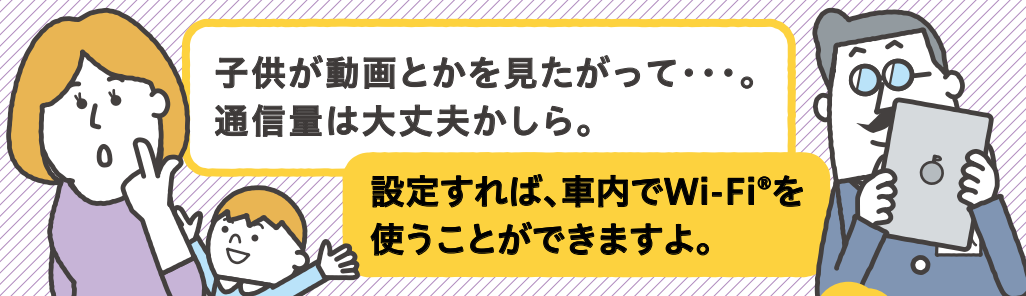 子供が動画とかを見たがって･･･。
通信量は大丈夫かしら。
設定すれば、車内でWi-Fi®を
使うことができますよ。